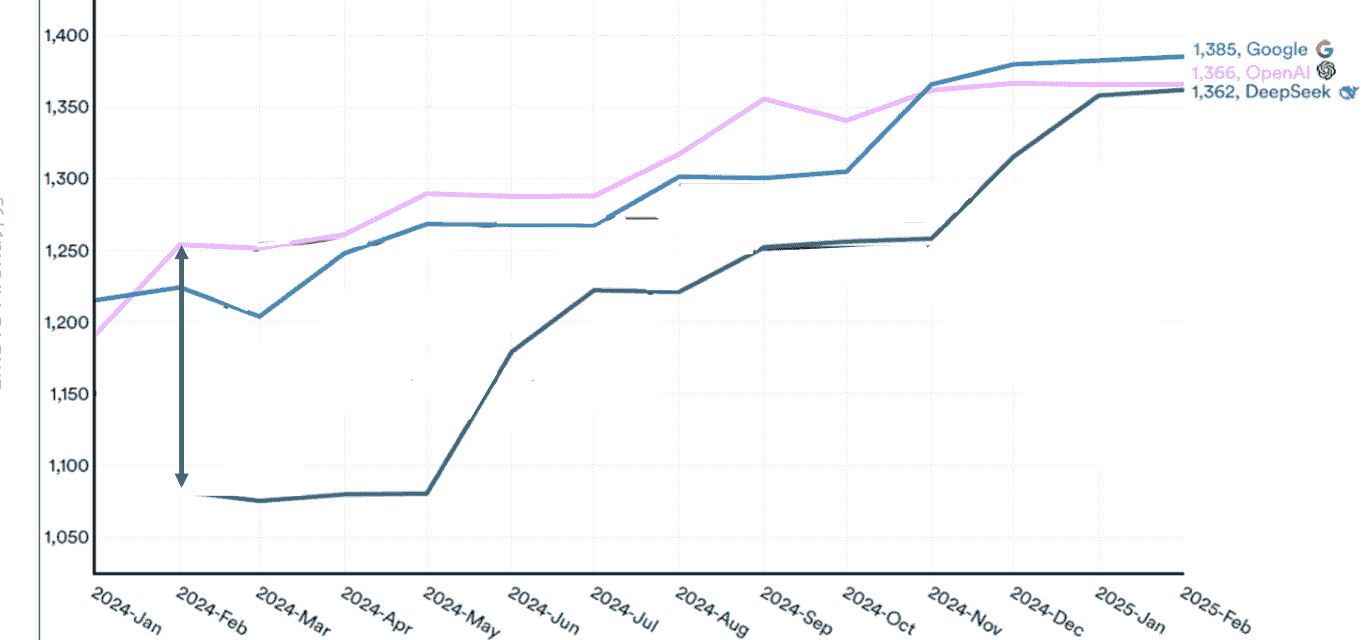 1,400
1,350
1,300
1,250
1,200
1,150
1,100
1,050
1,385, Google
1,366, OpenAI
1,362, DeepSeek
2024-Jan
2024-Feb
2024-Mar
2024-Apr
2024-May
2024-Jun
2024-Jul
2024-Aug
2024-Sep
2024-Oct
2024-Nov
2024-Dec
2025-Jan
2025-Feb